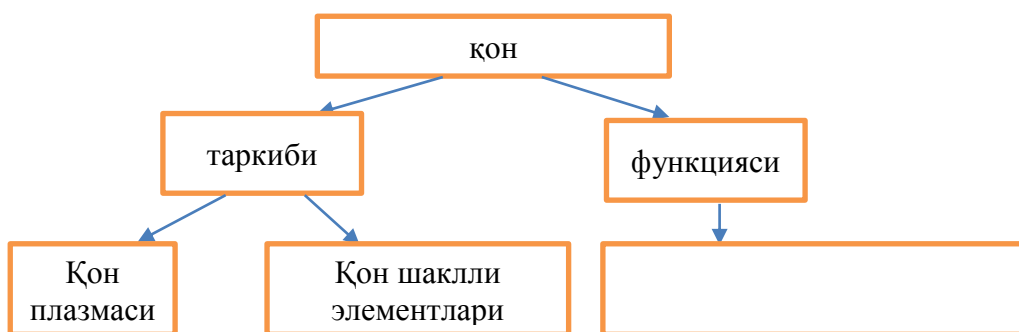 қон
таркиби
функцияси
Қон
плазмаси
Қон шаклли
элементлари